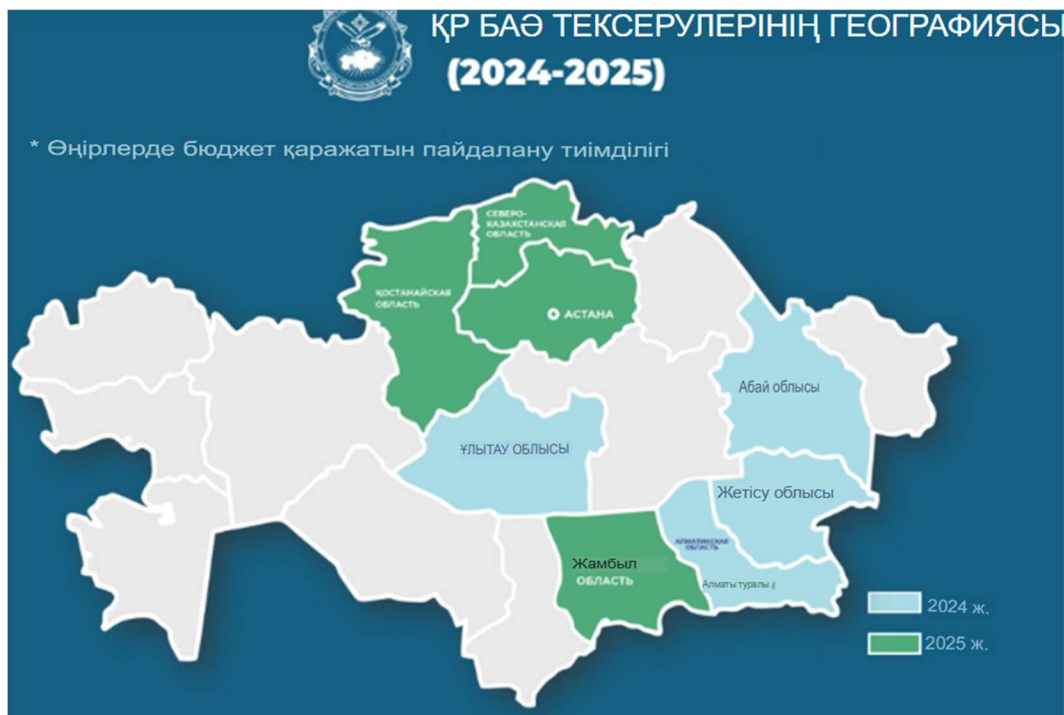 ҚР БАӘ ТЕКСЕРУЛЕРІНІҢ ГЕОГРАФИЯСЫ
(2024-2025)
* Өңірлерде бюджет қаражатын пайдалану тиімділігі
СЕВЕРО-
КАЗАХСТАНСКАЯ
ОБЛАСТЬ
ҚОСТАНАЙСКАЯ
ОБЛАСТЬ
АСТАНА
Абай облысы
ҰЛЫТАУ ОБЛЫСЫ
Жетісу облысы
АЛМАТИНСКАЯ
ОБЛАСТЬ
Жамбыл
ОБЛАСТЬ
Алматы туралы
2024 ж.
2025 ж.